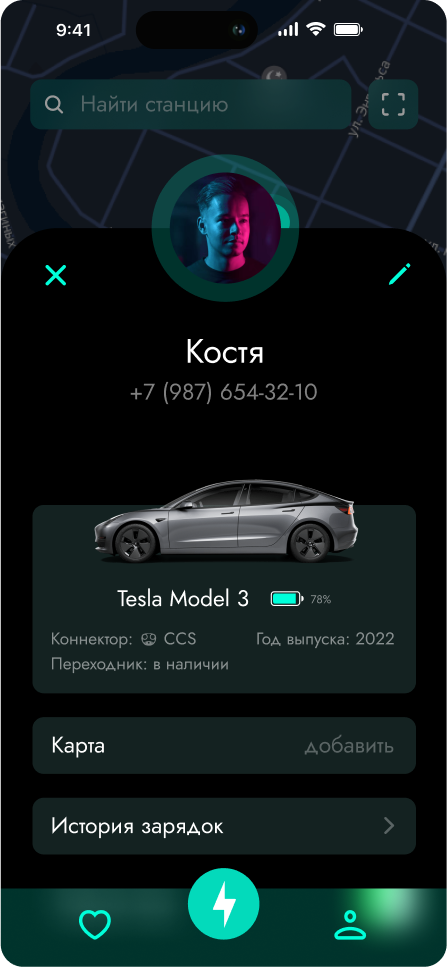 9:41
Найти станцию
ул. Энгельса
Костя
+7 (987) 654-32-10
Tesla Model 3 78%
Коннектор: CCS Год выпуска: 2022
Переходник: в наличии
Карта добавить
История зарядок